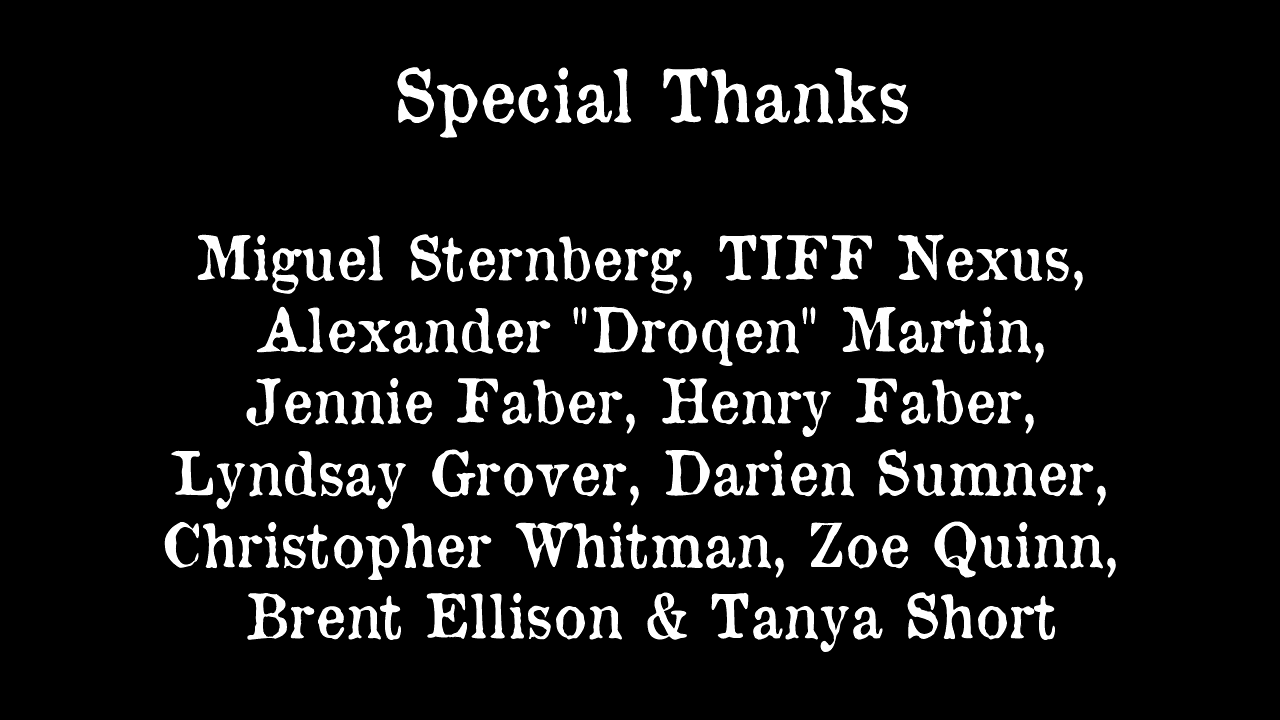 Special Thanks
Miguel Sternberg, TIFF Nexus,
Alexander "Droqen" Martin,
Jennie Faber, Henry Faber,
Lyndsay Grover, Darien Sumner,
Christopher Whitman, Zoe Quinn,
Brent Ellison & Tanya Short